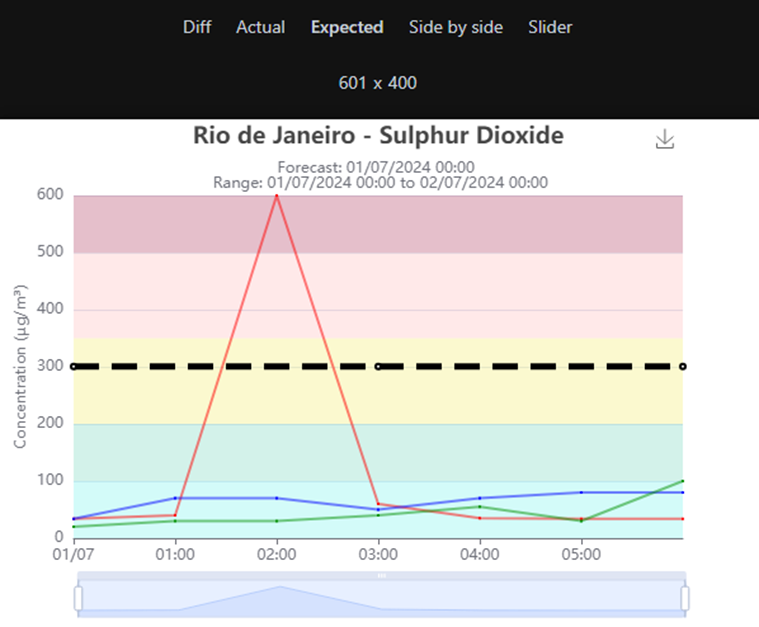 Diff Actual Expected Side by side Slider
601 x 400
Rio de Janeiro - Sulphur Dioxide
Forecast: 01/07/2024 00:00
Range: 01/07/2024 00:00 to 02/07/2024 00:00
Concentration (µg/m³)
600
500
400
300
200
100
0
01/07 01:00 02:00 03:00 04:00 05:00